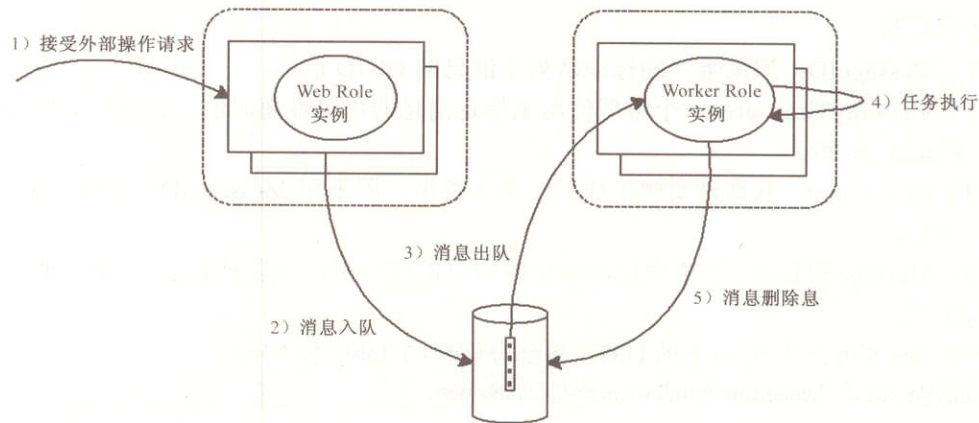 1）接受外部操作请求
Web Role
实例
Worker Role
实例
4）任务执行
3）消息出队
2）消息入队
5）消息删除息